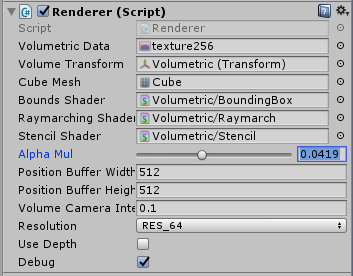 Renderer (Script)
Script Renderer
Volumetric Data texture256
Volume Transform Volumetric (Transform)
Cube Mesh Cube
Bounds Shader Volumetric/BoundingBox
Raymarching Shader Volumetric/Raymarch
Stencil Shader Volumetric/Stencil
Alpha Mul 0.0419
Position Buffer Width 512
Position Buffer Heigh 512
Volume Camera Inte 0.1
Resolution RES_64
Use Depth
Debug